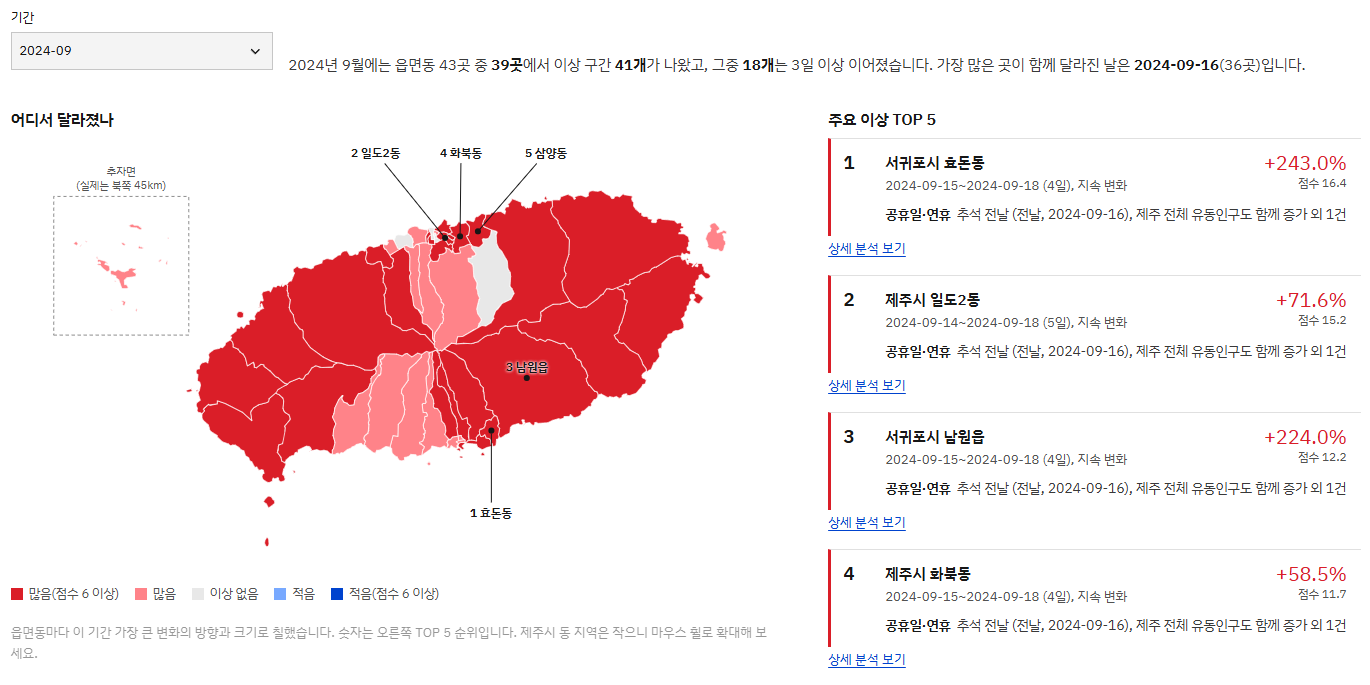 기간
2024-09
2024년 9월에는 읍면동 43곳 중 39곳에서 이상 구간 41개가 나왔고, 그중 18개는 3일 이상 이어졌습니다. 가장 많은 곳이 함께 달라진 날은 2024-09-16(36곳)입니다.
어디서 달라졌나
추자면
(실제는 북쪽 45km)
2 일도2동
4 화북동
5 삼양동
3 남원읍
1 효돈동
많음(점수 6 이상)
많음
이상 없음
적음
적음(점수 6 이상)
읍면동마다 이 기간 가장 큰 변화의 방향과 크기로 칠했습니다. 숫자는 오른쪽 TOP 5 순위입니다. 제주시 동 지역은 작으니 마우스 휠로 확대해 보
세요.
주요 이상 TOP 5
1 서귀포시 효돈동 +243.0%
2024-09-15~2024-09-18 (4일), 지속 변화 점수 16.4
공휴일·연휴 추석 전날 (전날, 2024-09-16), 제주 전체 유동인구도 함께 증가 외 1건
상세 분석 보기
2 제주시 일도2동 +71.6%
2024-09-14~2024-09-18 (5일), 지속 변화 점수 15.2
공휴일·연휴 추석 전날 (전날, 2024-09-16), 제주 전체 유동인구도 함께 증가 외 1건
상세 분석 보기
3 서귀포시 남원읍 +224.0%
2024-09-15~2024-09-18 (4일), 지속 변화 점수 12.2
공휴일·연휴 추석 전날 (전날, 2024-09-16), 제주 전체 유동인구도 함께 증가 외 1건
상세 분석 보기
4 제주시 화북동 +58.5%
2024-09-15~2024-09-18 (4일), 지속 변화 점수 11.7
공휴일·연휴 추석 전날 (전날, 2024-09-16), 제주 전체 유동인구도 함께 증가 외 1건
상세 분석 보기